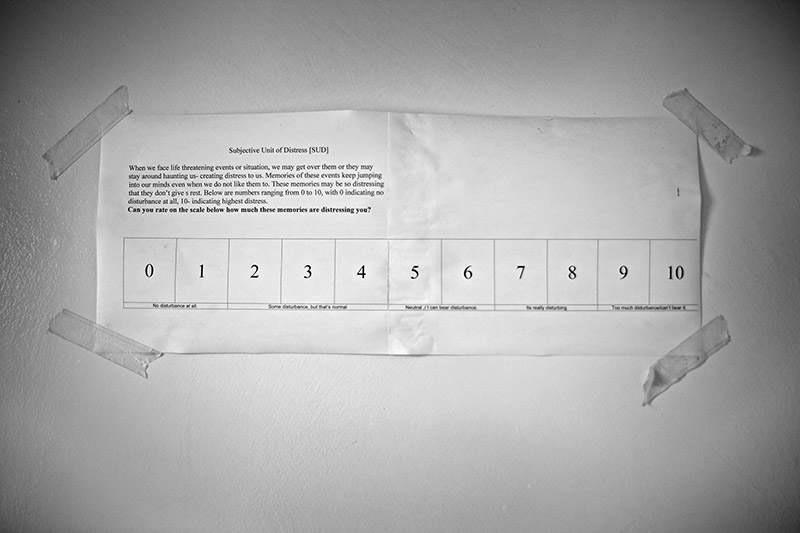 Subjective Unit of Distress [SUD]
When we face life threatening events or situation, we may get over them or they may
stay around haunting us- creating distress to us. Memories of these events keep jumping
into our minds even when we do not like them to. These memories may be so distressing
that they don't give s rest. Below are numbers ranging from 0 to 10, with 0 indicating no
disturbance at all, 10- indicating highest distress.
Can you rate on the scale below how much these memories are distressing you?
1
0 1 2 3 4 5 6 7 8 9 10
No disturbance at all. Some disturbance, but that's normal Neutral / I can bear disturbance. Its really disturbing Too much disturbance/can't bear it.